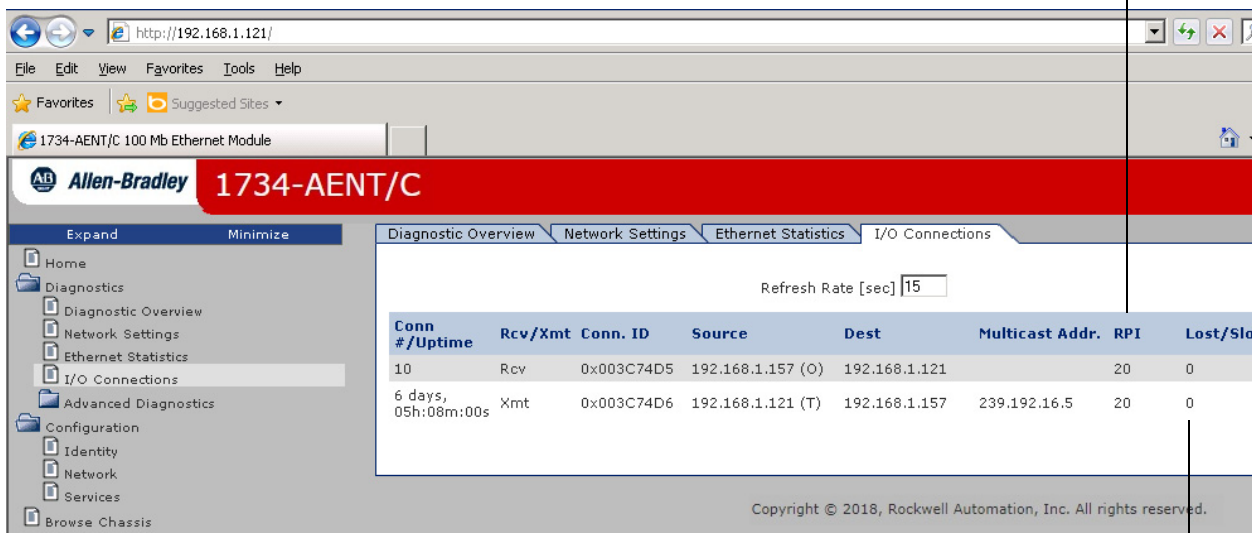 http://192.168.1.121/
File Edit View Favorites Tools Help
Favorites Suggested Sites
1734-AENT/C 100 Mb Ethernet Module
AB Allen-Bradley 1734-AENT/C
Expand Minimize
Home
Diagnostics
Diagnostic Overview
Network Settings
Ethernet Statistics
I/O Connections
Advanced Diagnostics
Configuration
Identity
Network
Services
Browse Chassis
Diagnostic Overview Network Settings Ethernet Statistics I/O Connections
Refresh Rate [sec] 15
Conn #/Uptime Rcv/Xmt Conn. ID Source Dest Multicast Addr. RPI Lost/Slo
10 Rcv 0x003C74D5 192.168.1.157 (O) 192.168.1.121 20 0
6 days, 05h:08m:00s Xmt 0x003C74D6 192.168.1.121 (T) 192.168.1.157 239.192.16.5 20 0
Copyright © 2018, Rockwell Automation, Inc. All rights reserved.